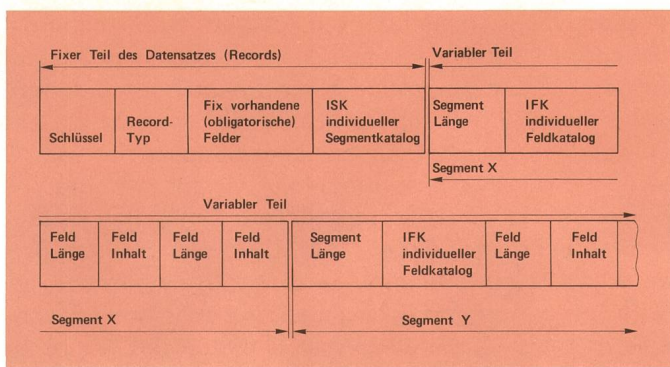 Fixer Teil des Datensatzes (Records)
Variabler Teil
Schlüssel
Record-
Typ
Fix vorhandene
(obligatorische)
Felder
ISK
individueller
Segmentkatalog
Segment
Länge
IFK
individueller
Feldkatalog
Segment X
Variabler Teil
Feld
Länge
Feld
Inhalt
Feld
Länge
Feld
Inhalt
Segment
Länge
IFK
individueller
Feldkatalog
Feld
Länge
Feld
Inhalt
Segment X
Segment Y